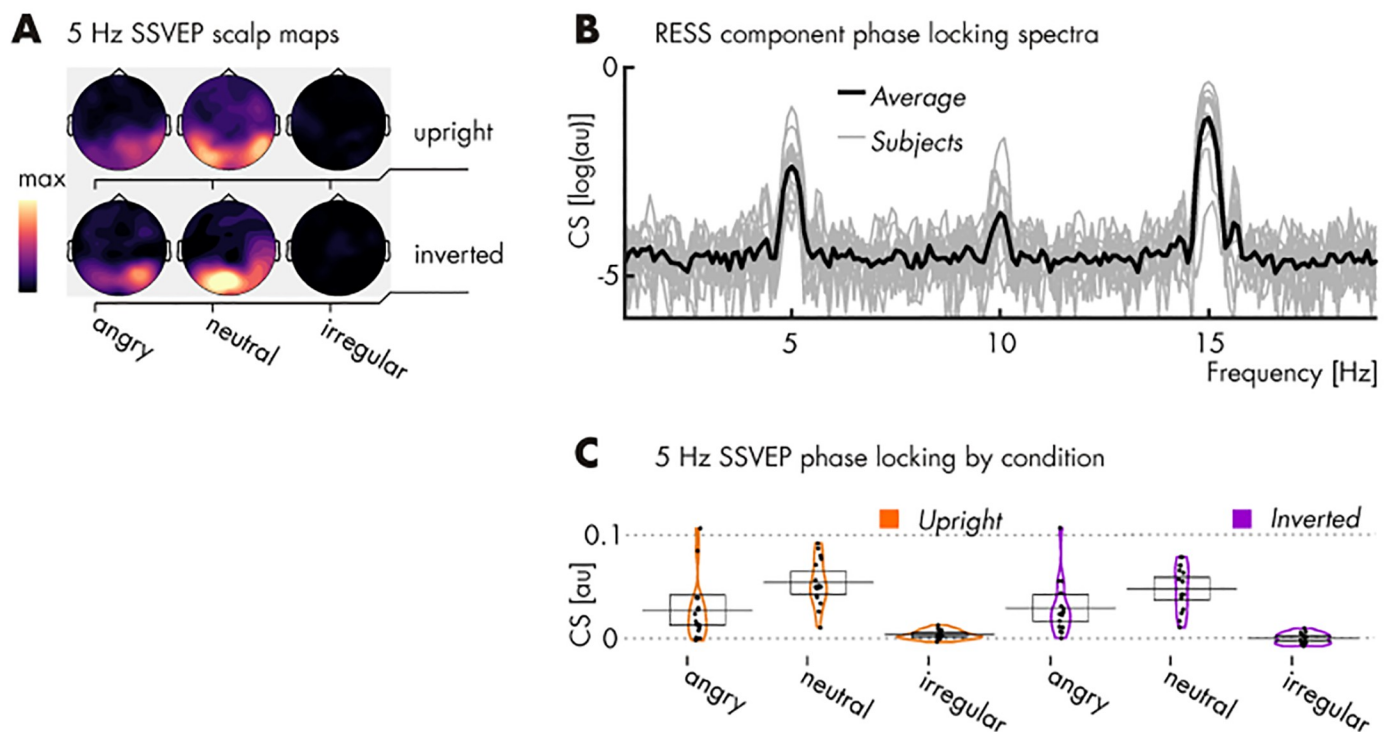 A 5 Hz SSVEP scalp maps
upright
max
inverted
angry
neutral
irregular
B RESS component phase locking spectra
0
Average
Subjects
CS [log(au)]
-5
5
10
15
Frequency [Hz]
C 5 Hz SSVEP phase locking by condition
Upright
Inverted
0.1
CS [au]
0
angry
neutral
irregular
angry
neutral
irregular